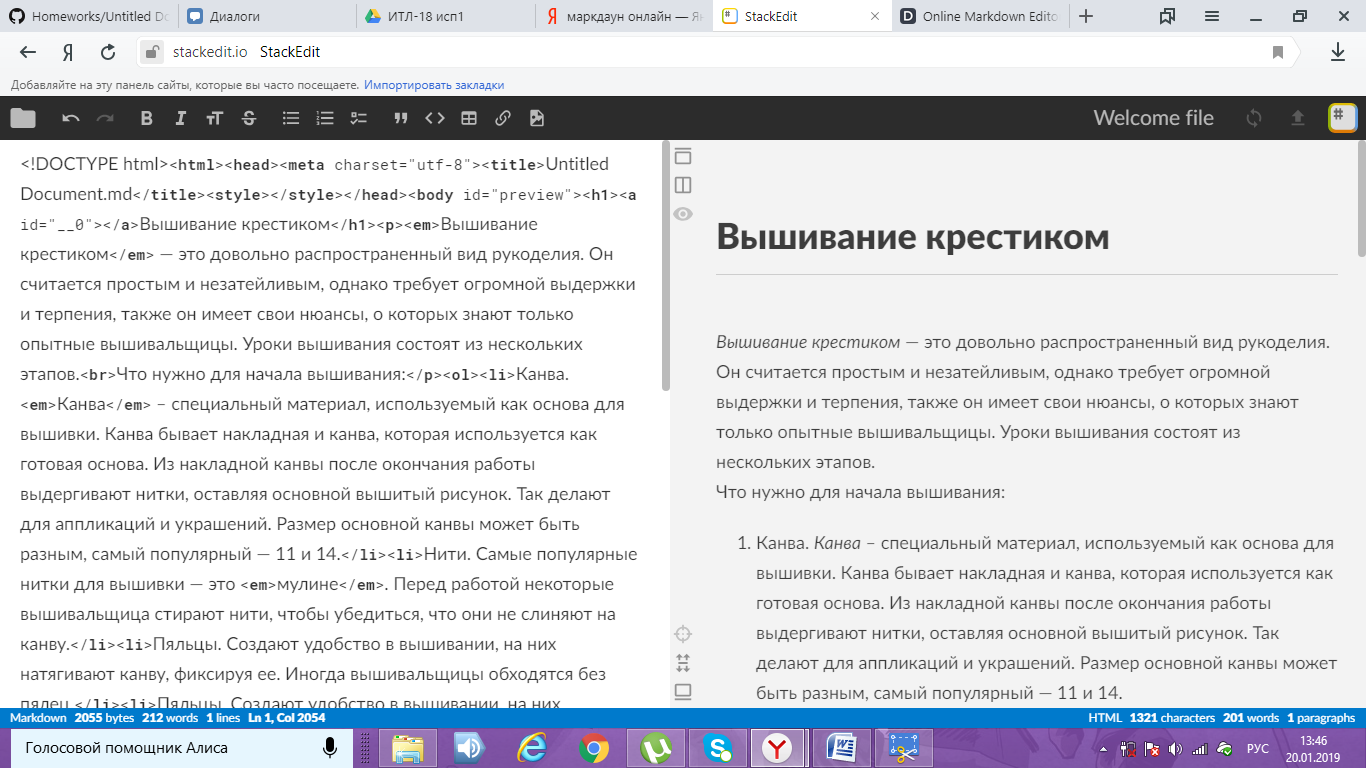 Homeworks/Untitled Do
Диалоги
ИТЛ-18 исп1
маркдаун онлайн — Ян
StackEdit
Online Markdown Edito
stackedit.io StackEdit
Добавляйте на эту панель сайты, которые вы часто посещаете. Импортировать закладки
Welcome file
<!DOCTYPE html><html><head><meta charset="utf-8"><title>Untitled
Document.md</title><style></style></head><body id="preview"><h1><a
id="__0"></a>Вышивание крестиком</h1><p><em>Вышивание
крестиком</em> — это довольно распространенный вид рукоделия. Он
считается простым и незатейливым, однако требует огромной выдержки
и терпения, также он имеет свои нюансы, о которых знают только
опытные вышивальщицы. Уроки вышивания состоят из нескольких
этапов.<br>Что нужно для начала вышивания:</p><ol><li>Канва.
<em>Канва</em> – специальный материал, используемый как основа для
вышивки. Канва бывает накладная и канва, которая используется как
готовая основа. Из накладной канвы после окончания работы
выдергивают нитки, оставляя основной вышитый рисунок. Так делают
для аппликаций и украшений. Размер основной канвы может быть
разным, самый популярный — 11 и 14.</li><li>Нити. Самые популярные
нитки для вышивки — это <em>мулине</em>. Перед работой некоторые
вышивальщица стирают нити, чтобы убедиться, что они не слиняют на
канву.</li><li>Пяльцы. Создают удобство в вышивании, на них
натягивают канву, фиксируя ее. Иногда вышивальщицы обходятся без
пялец.</li><li>Пяльцы. Создают удобство в вышивании, на них
Вышивание крестиком
Вышивание крестиком — это довольно распространенный вид рукоделия.
Он считается простым и незатейливым, однако требует огромной
выдержки и терпения, также он имеет свои нюансы, о которых знают
только опытные вышивальщицы. Уроки вышивания состоят из
нескольких этапов.
Что нужно для начала вышивания:
1. Канва. Канва – специальный материал, используемый как основа для
вышивки. Канва бывает накладная и канва, которая используется как
готовая основа. Из накладной канвы после окончания работы
выдергивают нитки, оставляя основной вышитый рисунок. Так
делают для аппликаций и украшений. Размер основной канвы может
быть разным, самый популярный — 11 и 14.
Markdown 2055 bytes 212 words 1 lines Ln 1, Col 2054
HTML 1321 characters 201 words 1 paragraphs
Голосовой помощник Алиса
РУС
13:46
20.01.2019